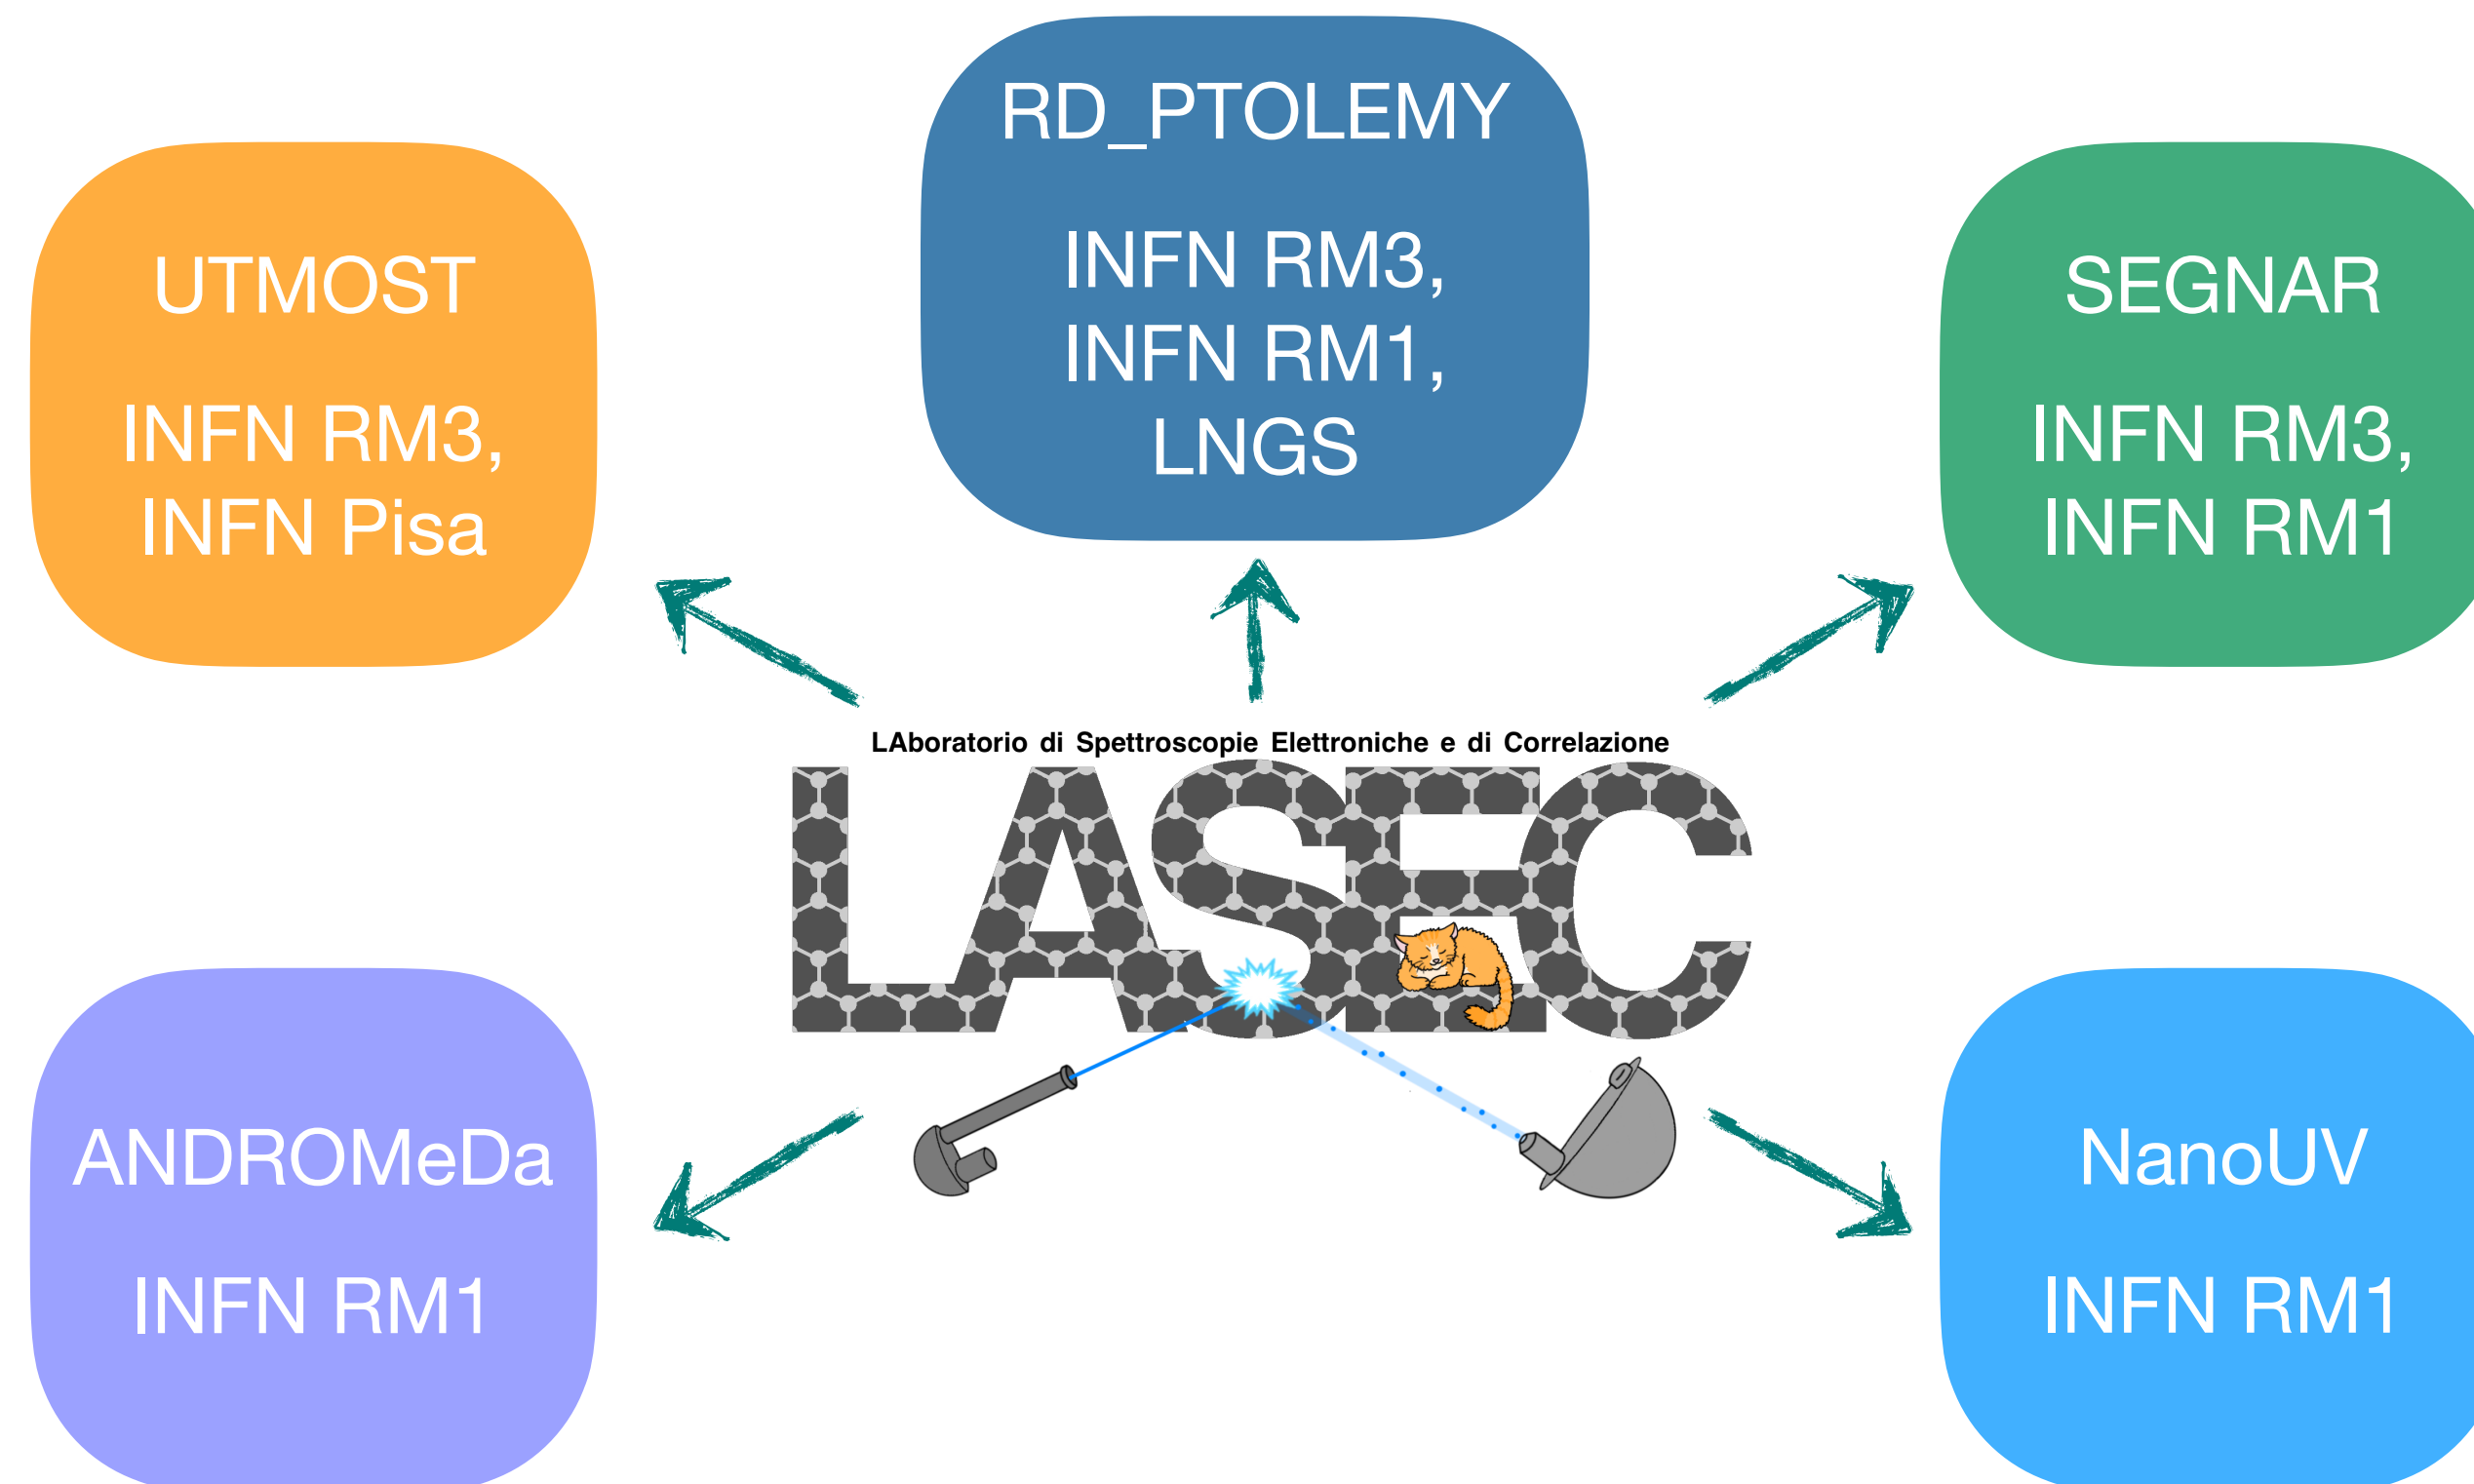 RD_PTOLEMY
INFN RM3,
INFN RM1,
LNGS
UTMOST
INFN RM3,
INFN Pisa
SEGNAR
INFN RM3,
INFN RM1
LAboratorio di Spettroscopie Elettroniche e di Correlazione
LASEC
ANDROMeDa
INFN RM1
NanoUV
INFN RM1